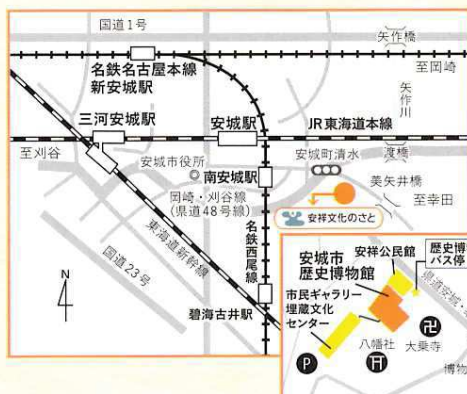 国道1号
矢作橋
至岡崎
名鉄名古屋本線
新安城駅
矢作川
三河安城駅
安城駅
JR東海道本線
至刈谷
安城市役所
南安城駅
安城町清水
渡橋
美矢井橋
至幸田
岡崎・刈谷線
(県道48号線)
安祥文化のさと
東海道新幹線
名鉄西尾線
国道23号
N
碧海古井駅
安城市
歴史博物館
安祥公民館
歴史博
バス停
県道安城
市民ギャラリー
埋蔵文化
センター
八幡社
大乗寺
博物
P